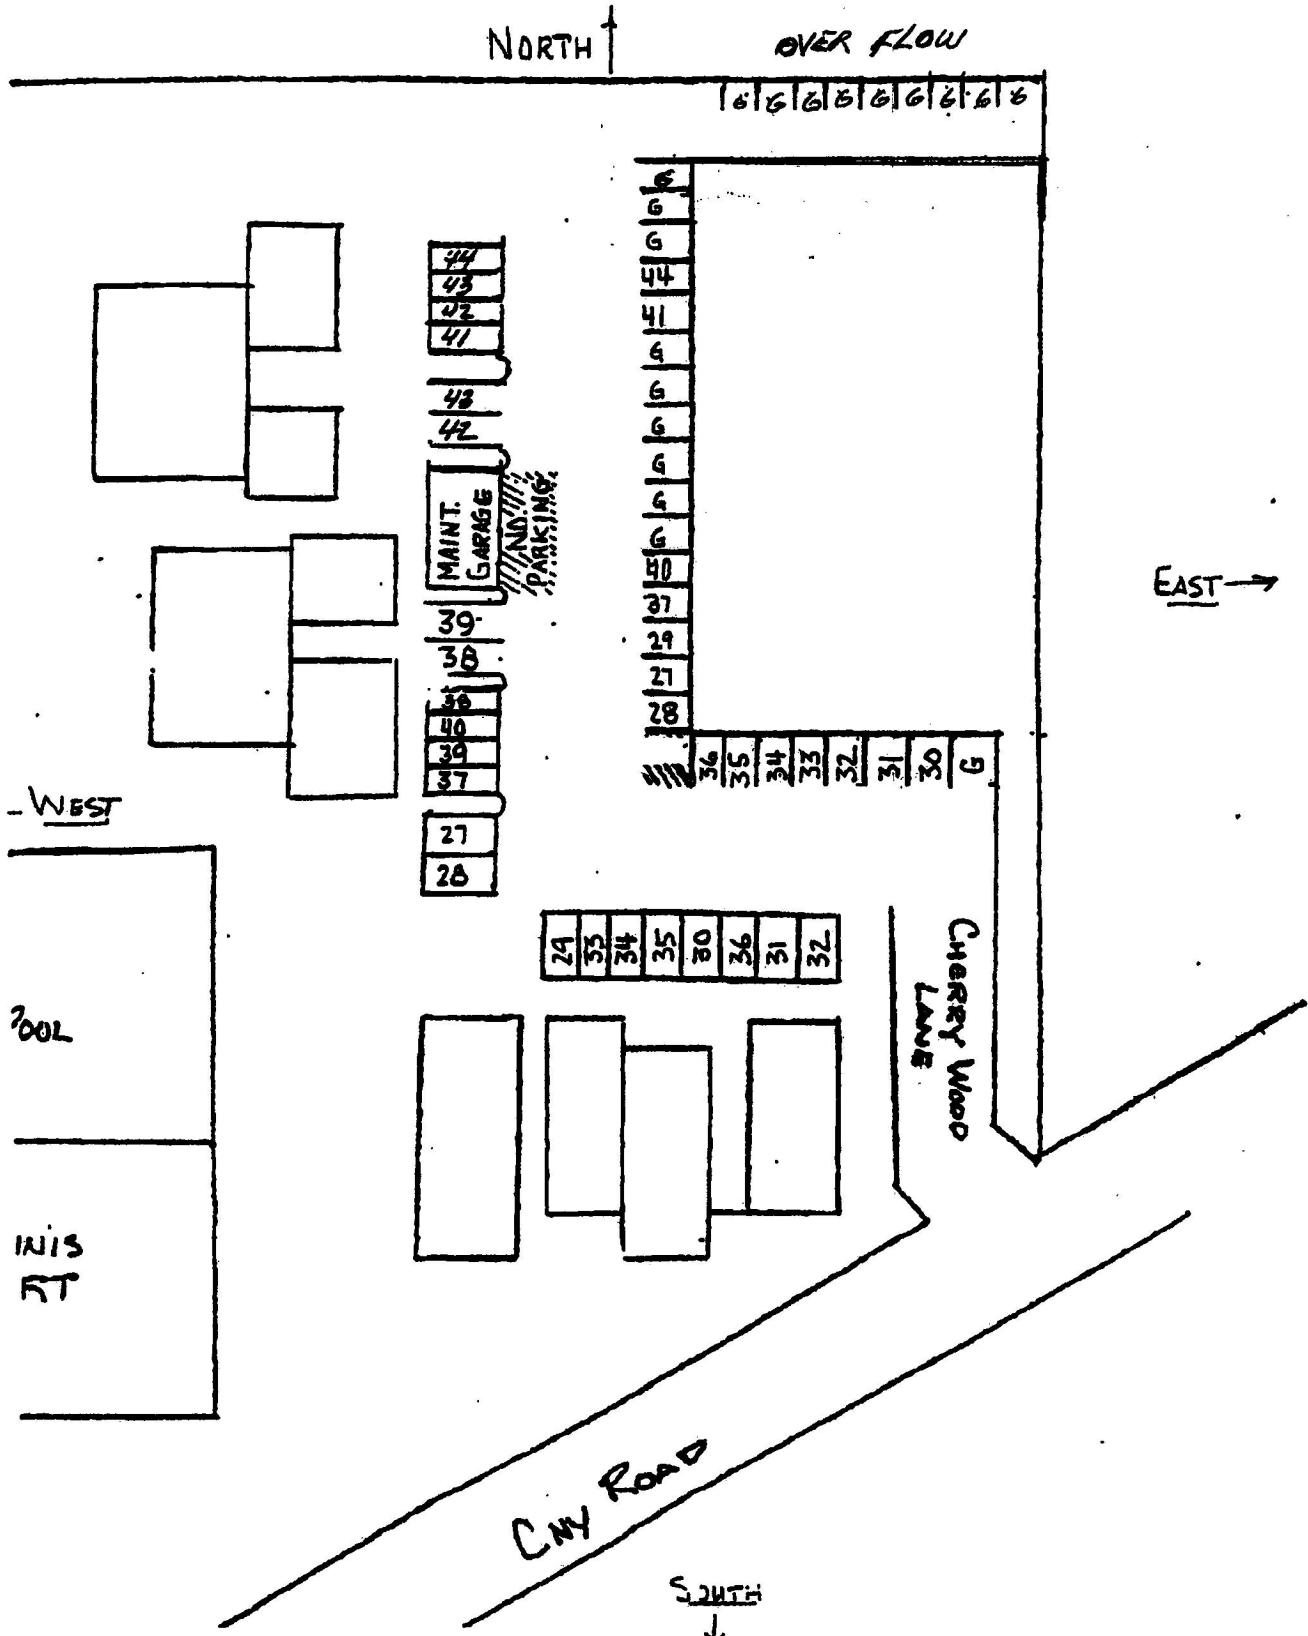 NORTH
OVER FLOW
G G G G G G G G G
G
G
G
44
41
G
G
G
G
G
G
40
37
29
27
28
44
43
42
41
43
42
MAINT.
GARAGE
NO
PARKING
39
38
38
40
39
37
27
28
36 35 34 33 32 31 30 G
29 33 34 35 30 36 31 32
EAST
WEST
CHERRY WOOD
LANE
POOL
INIS
RT
CNY ROAD
SOUTH